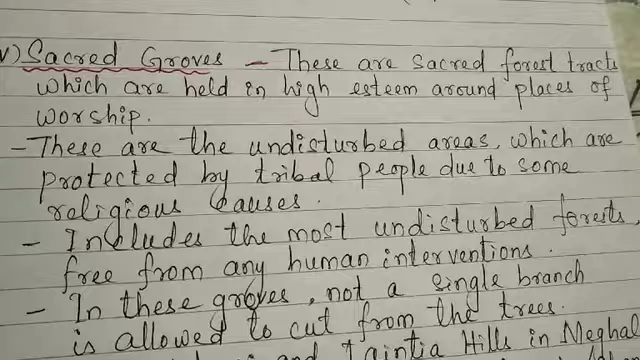 v) Sacred Groves - These are sacred forest tracts
which are held in high esteem around places of
worship.
- These are the undisturbed areas, which are
protected by tribal people due to some
religious causes.
- Includes the most undisturbed forests,
free from any human interventions.
- In these groves, not a single branch
is allowed to cut from the trees.
and Jaintia Hills in Meghal